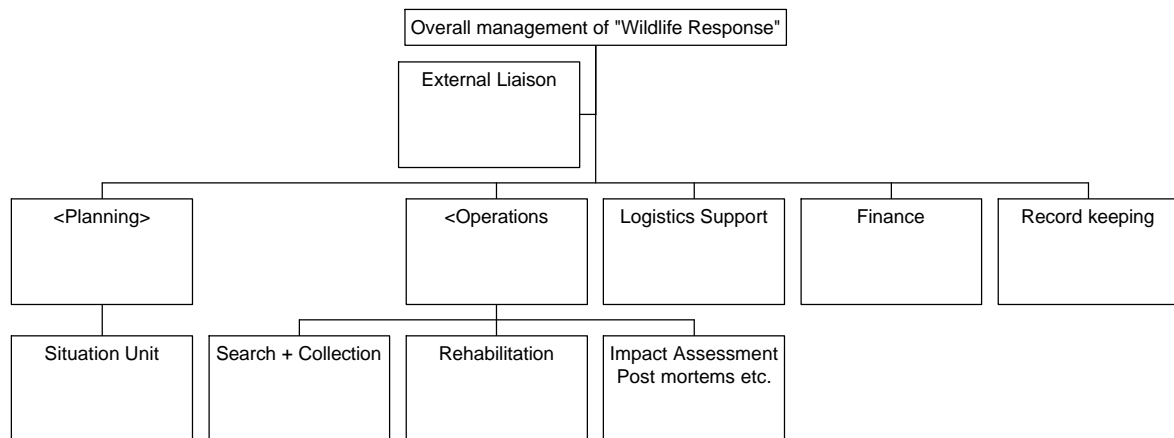 Overall management of "Wildlife Response"
External Liaison
<Planning>
<Operations
Logistics Support
Finance
Record keeping
Situation Unit
Search + Collection
Rehabilitation
Impact Assessment
Post mortems etc.